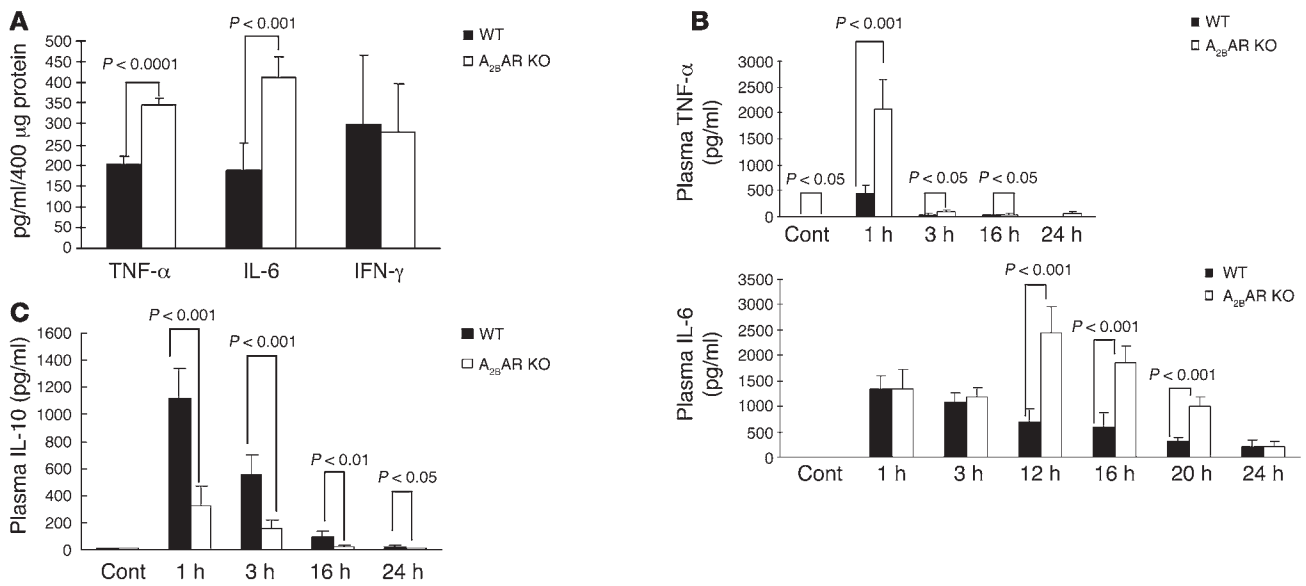 A
P < 0.001
P < 0.0001
WT
A2BAR KO
500
450
400
350
300
250
200
150
100
50
0
pg/ml/400 µg protein
TNF-α IL-6 IFN-γ
B
P < 0.001
WT
A2BAR KO
3000
2500
2000
1500
1000
500
0
Plasma TNF-α
(pg/ml)
P < 0.05 P < 0.05 P < 0.05
Cont 1 h 3 h 16 h 24 h
3500
3000
2500
2000
1500
1000
500
0
Plasma IL-6
(pg/ml)
P < 0.001
P < 0.001
P < 0.001
WT
A2BAR KO
Cont 1 h 3 h 12 h 16 h 20 h 24 h
C
P < 0.001
P < 0.001
P < 0.01
P < 0.05
WT
A2BAR KO
1600
1400
1200
1000
800
600
400
200
0
Plasma IL-10 (pg/ml)
Cont 1 h 3 h 16 h 24 h